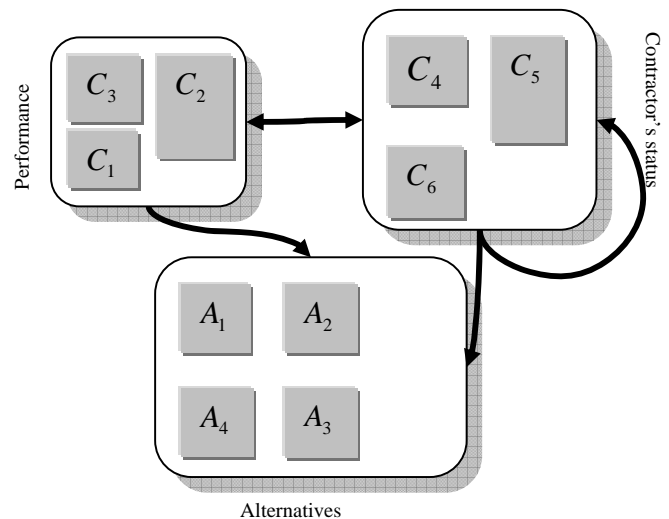 Performance
C3
C2
C1
C4
C5
C6
Contractor's status
A1
A2
A4
A3
Alternatives